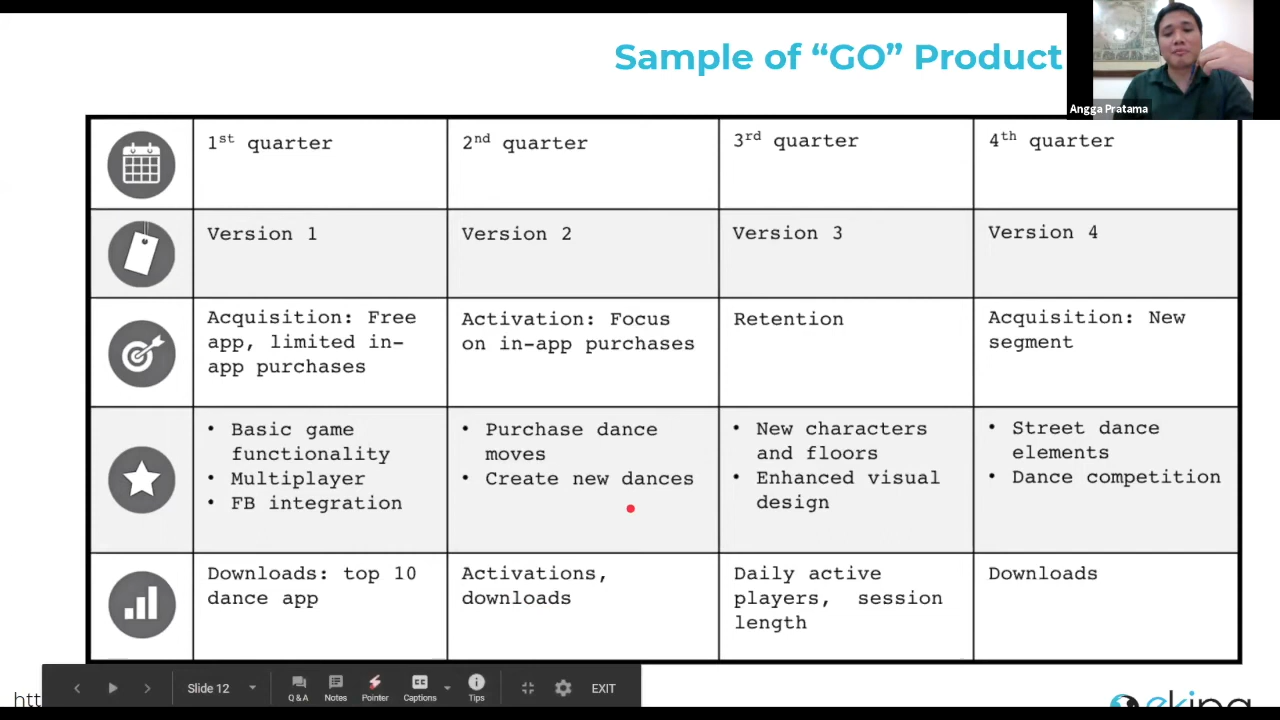 Sample of “GO” Product
Angga Pratama
1st quarter
2nd quarter
3rd quarter
4th quarter
Version 1
Version 2
Version 3
Version 4
Acquisition: Free
app, limited in-
app purchases
Activation: Focus
on in-app purchases
Retention
Acquisition: New
segment
• Basic game
functionality
• Multiplayer
• FB integration
• Purchase dance
moves
• Create new dances
• New characters
and floors
• Enhanced visual
design
• Street dance
elements
• Dance competition
Downloads: top 10
dance app
Activations,
downloads
Daily active
players, session
length
Downloads
Slide 12
Q & A
Notes
Pointer
Captions
Tips
EXIT
htt
ekipa